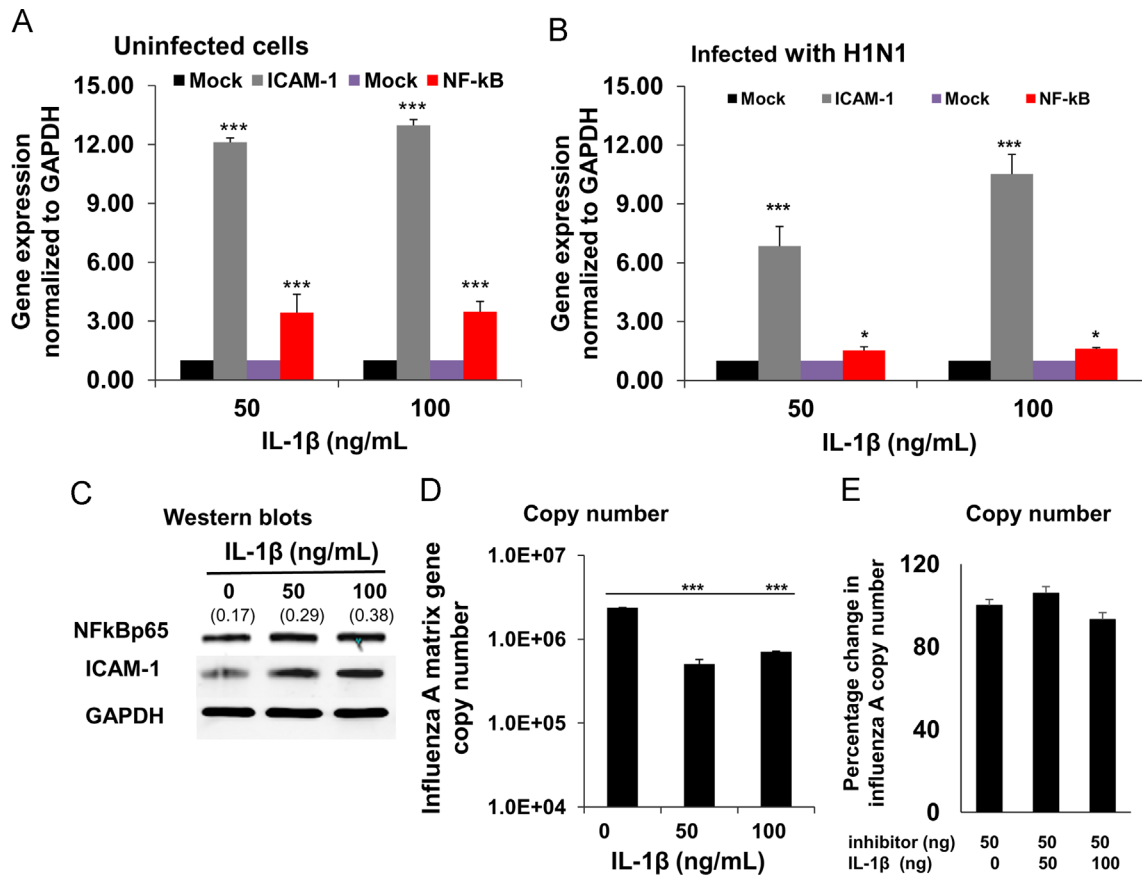 A
Uninfected cells
Mock ICAM-1 Mock NF-kB
Gene expression
normalized to GAPDH
15.00
12.00
9.00
6.00
3.00
0.00
***
***
***
***
50
100
IL-1β (ng/mL
B
Infected with H1N1
Mock ICAM-1 Mock NF-kB
Gene expression
normalized to GAPDH
15.00
12.00
9.00
6.00
3.00
0.00
***
*
***
*
50
100
IL-1β (ng/mL)
C
Western blots
IL-1β (ng/mL)
0 50 100
(0.17) (0.29) (0.38)
NFkBp65
ICAM-1
GAPDH
D
Copy number
Influenza A matrix gene
copy number
1.0E+07
1.0E+06
1.0E+05
1.0E+04
*** ***
0 50 100
IL-1β (ng/mL)
E
Copy number
Percentage change in
influenza A copy number
120
80
40
0
inhibitor (ng) 50 50 50
IL-1β (ng) 0 50 100